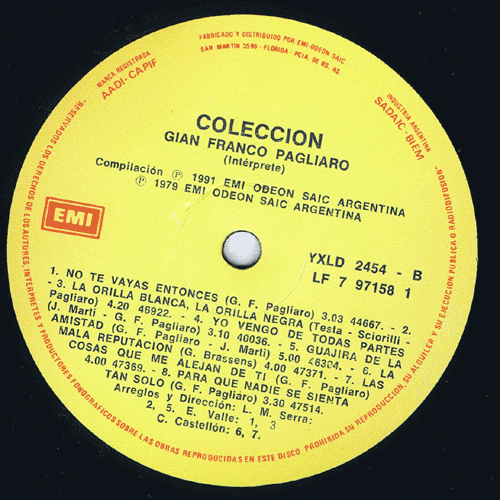 FABRICADO Y DISTRIBUIDO POR EMI-ODEON SAIC
SAN MARTIN 3590 - FLORIDA - PCIA DE BS. AS.
MARCA REGISTRADA
AADI-CAPIF
INDUSTRIA ARGENTINA
SADAIC-BIEM
COLECCION
GIAN FRANCO PAGLIARO
(Intérprete)
Compilación Ⓟ 1991 EMI ODEON SAIC ARGENTINA
Ⓟ 1979 EMI ODEON SAIC ARGENTINA
EMI
YXLD 2454 - B
LF 7 97158 1
1. NO TE VAYAS ENTONCES (G. F. Pagliaro) 3.03 44667. - 2.
- 3. LA ORILLA BLANCA, LA ORILLA NEGRA (Testa - Sciorilli -
Pagliaro) 4.20 46922. - 4. YO VENGO DE TODAS PARTES
(J. Martí - G. F. Pagliaro) 3.10 40036. - 5. GUAJIRA DE LA
AMISTAD (G. F. Pagliaro - J. Martí) 5.00 46304. - 6. LA
MALA REPUTACION (G. Brassens) 4.00 47371. - 7. LAS
COSAS QUE ME ALEJAN DE TI (G. F. Pagliaro)
4.00 47369. - 8. PARA QUE NADIE SE SIENTA
TAN SOLO (G. F. Pagliaro) 3.30 47514.
Arreglos y Dirección: L. M. Serra:
2, 5. E. Valle: 1, 3
C. Castellón: 6, 7.
"RESERVADOS LOS DERECHOS DE LOS AUTORES, INTERPRETES Y PRODUCTORES FONOGRAFICOS SOBRE LAS OBRAS REPRODUCIDAS EN ESTE DISCO. PROHIBIDA SU REPRODUCCION, SU ALQUILER Y SU EJECUCION PUBLICA O RADIODIFUSION"